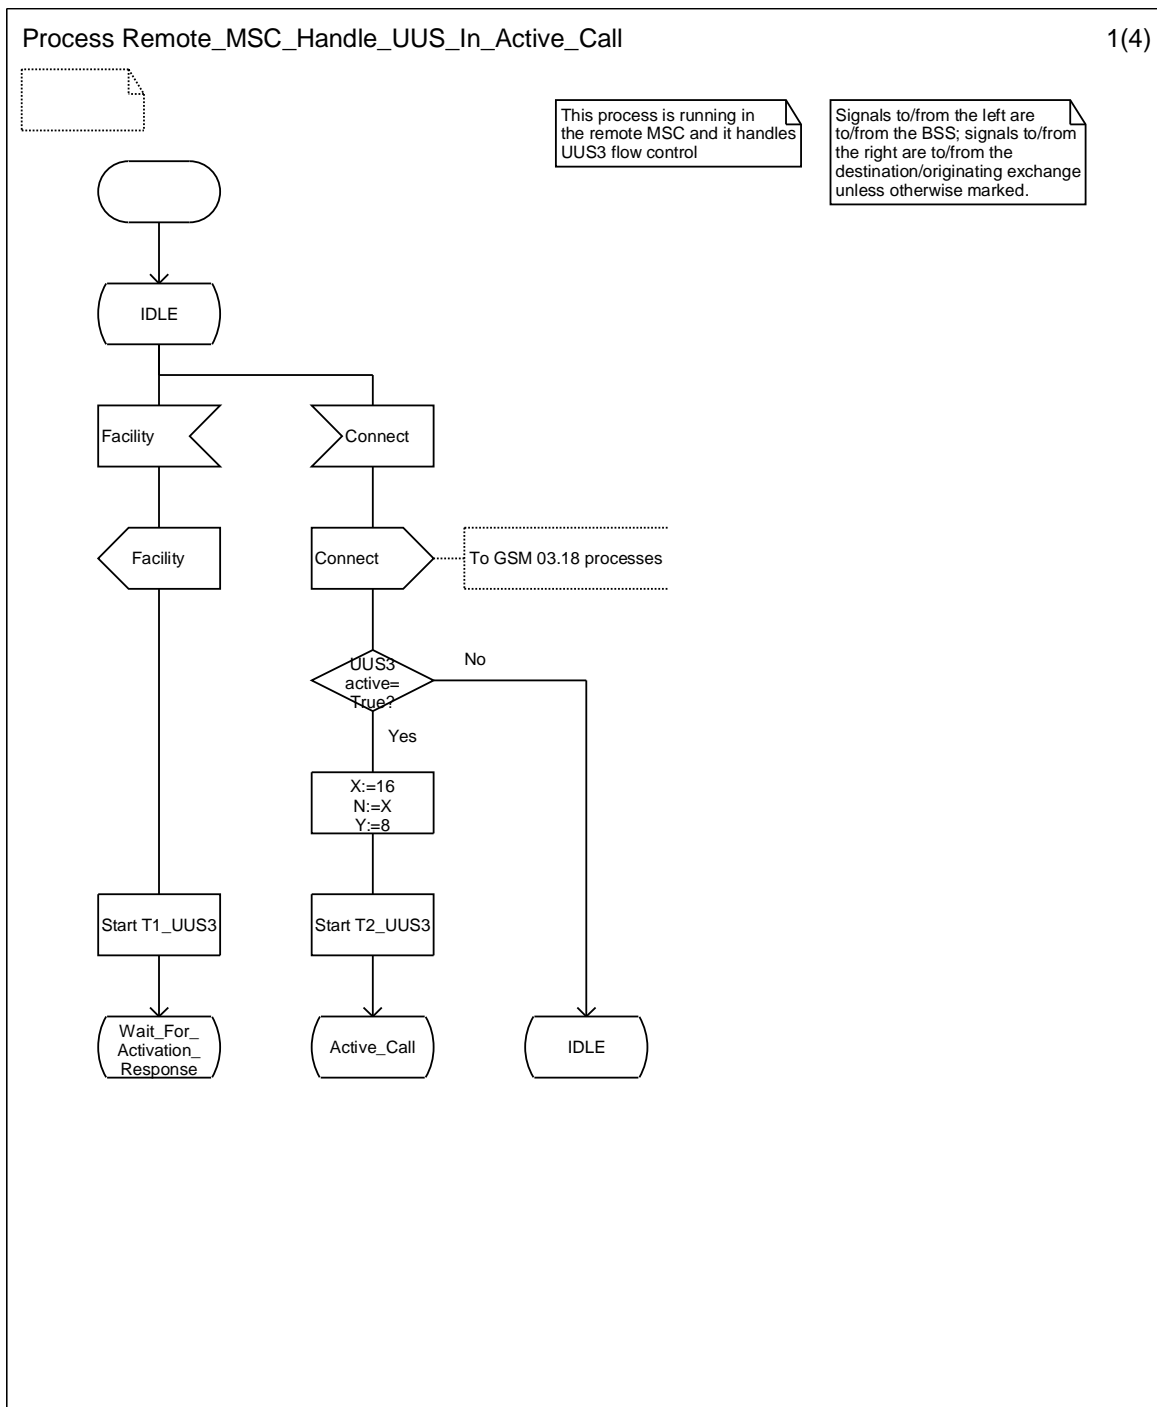 Process Remote_MSC_Handle_UUS_In_Active_Call
1(4)
This process is running in
the remote MSC and it handles
UUS3 flow control
Signals to/from the left are
to/from the BSS; signals to/from
the right are to/from the
destination/originating exchange
unless otherwise marked.
IDLE
Facility
Connect
Facility
Connect
To GSM 03.18 processes
UUS3
active=
True?
No
Yes
X:=16
N:=X
Y:=8
Start T1_UUS3
Start T2_UUS3
Wait_For_
Activation_
Response
Active_Call
IDLE